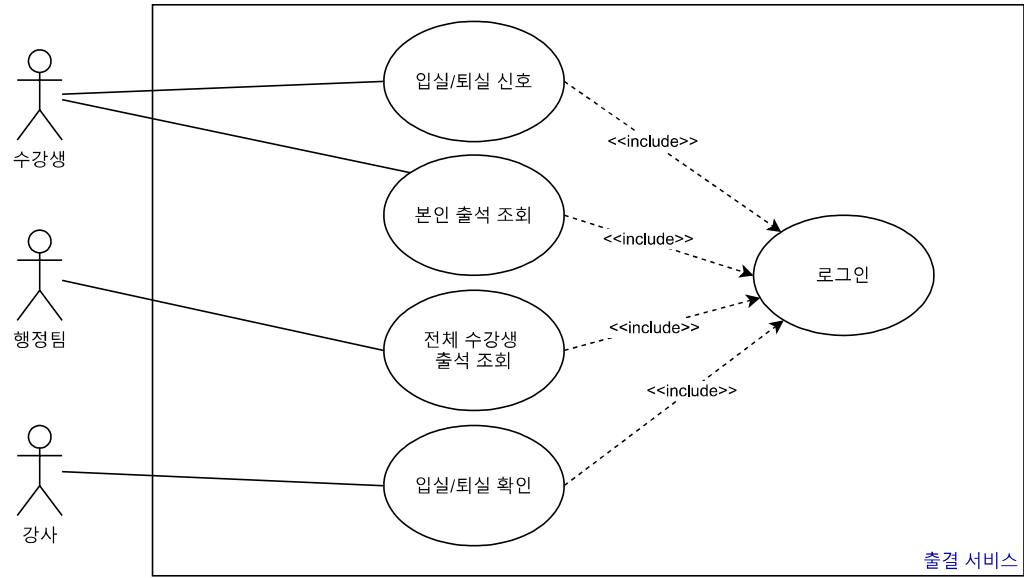 입실/퇴실 신호
<<include>>
수강생
본인 출석 조회
<<include>>
로그인
행정팀
전체 수강생
출석 조회
<<include>>
<<include>>
입실/퇴실 확인
강사
출결 서비스